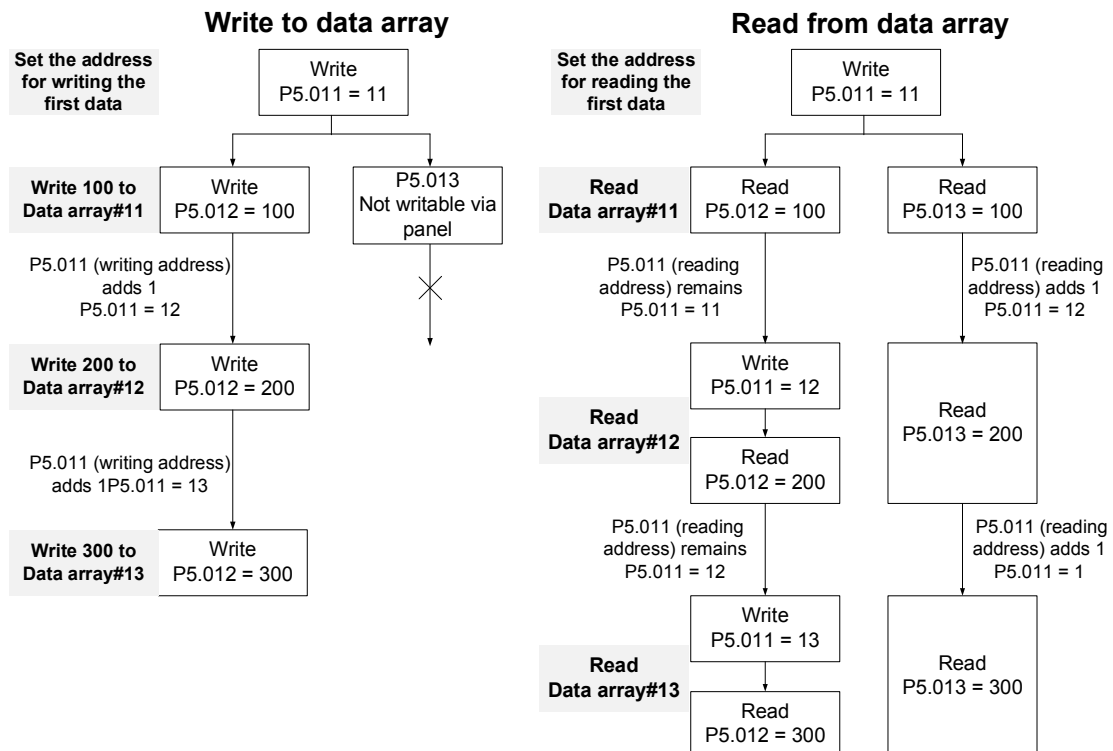 Write to data array
Set the address
for writing the
first data
Write
P5.011 = 11
Write 100 to
Data array#11
Write
P5.012 = 100
P5.013
Not writable via
panel
P5.011 (writing address)
adds 1
P5.011 = 12
Write 200 to
Data array#12
Write
P5.012 = 200
P5.011 (writing address)
adds 1P5.011 = 13
Write 300 to
Data array#13
Write
P5.012 = 300
Read from data array
Set the address
for reading the
first data
Write
P5.011 = 11
Read
Data array#11
Read
P5.012 = 100
Read
P5.013 = 100
P5.011 (reading
address) remains
P5.011 = 11
P5.011 (reading
address) adds 1
P5.011 = 12
Read
Data array#12
Write
P5.011 = 12
Read
P5.012 = 200
Read
P5.013 = 200
P5.011 (reading
address) remains
P5.011 = 12
P5.011 (reading
address) adds 1
P5.011 = 1
Read
Data array#13
Write
P5.011 = 13
Read
P5.012 = 300
Read
P5.013 = 300